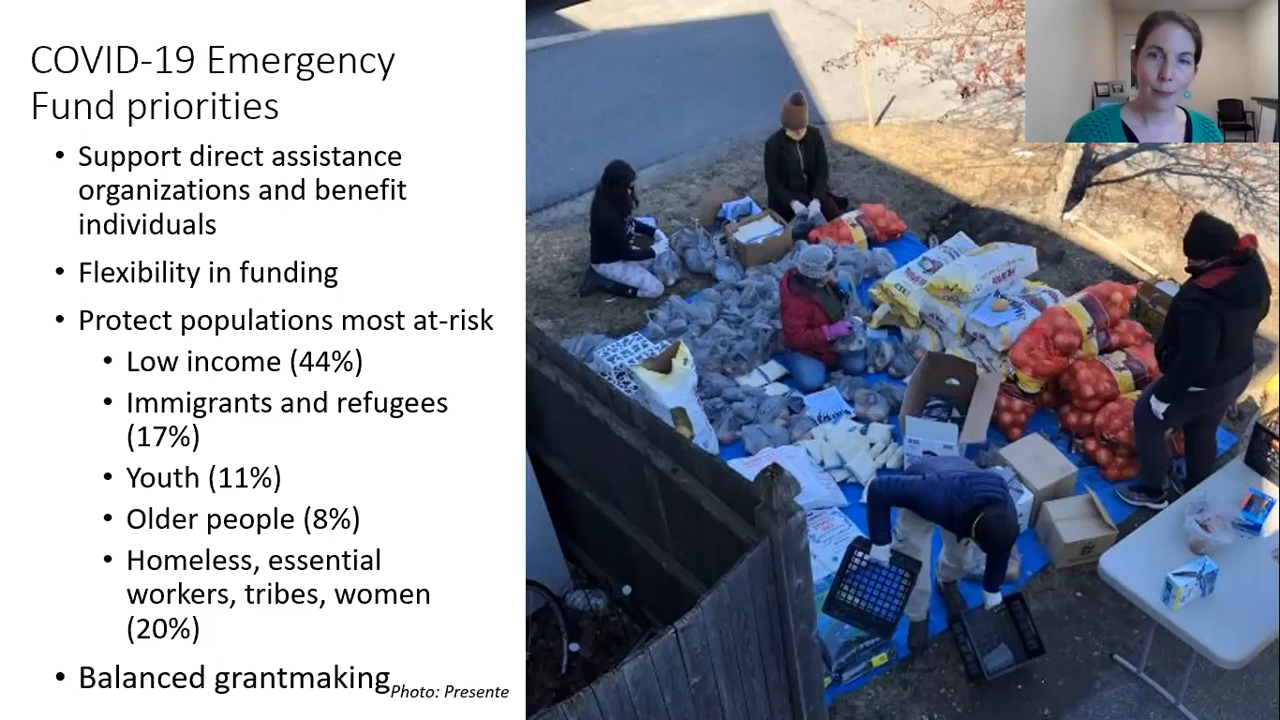 COVID-19 Emergency
Fund priorities
• Support direct assistance
organizations and benefit
individuals
• Flexibility in funding
• Protect populations most at-risk
• Low income (44%)
• Immigrants and refugees
(17%)
• Youth (11%)
• Older people (8%)
• Homeless, essential
workers, tribes, women
(20%)
• Balanced grantmaking
Photo: Presente